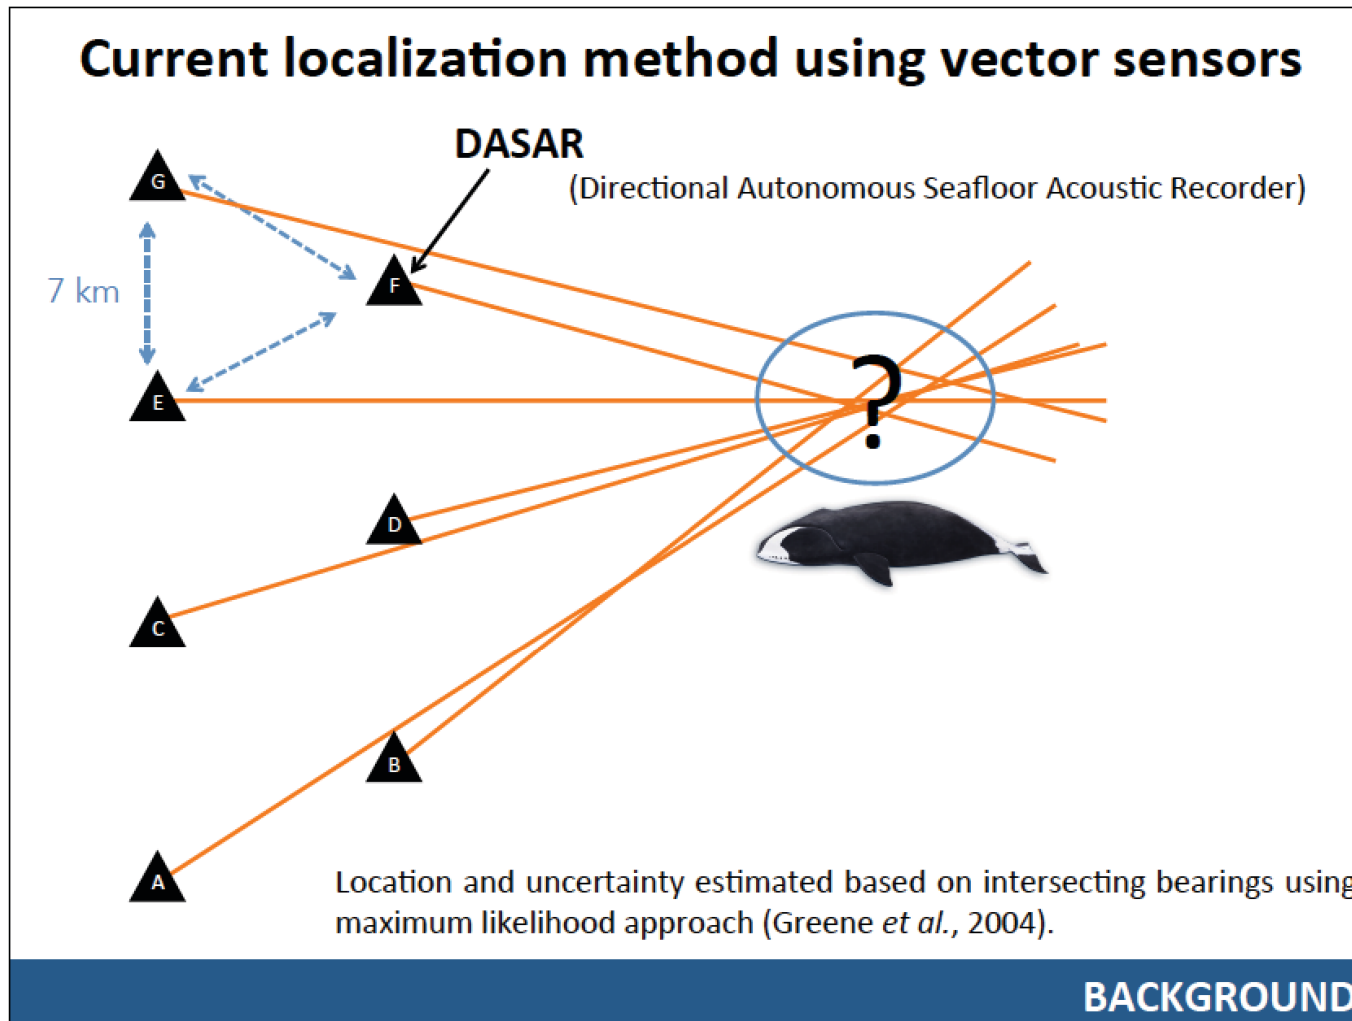 Current localization method using vector sensors
DASAR
(Directional Autonomous Seafloor Acoustic Recorder)
G
F
7 km
E
?
D
C
B
A
Location and uncertainty estimated based on intersecting bearings using
maximum likelihood approach (Greene et al., 2004).
BACKGROUND